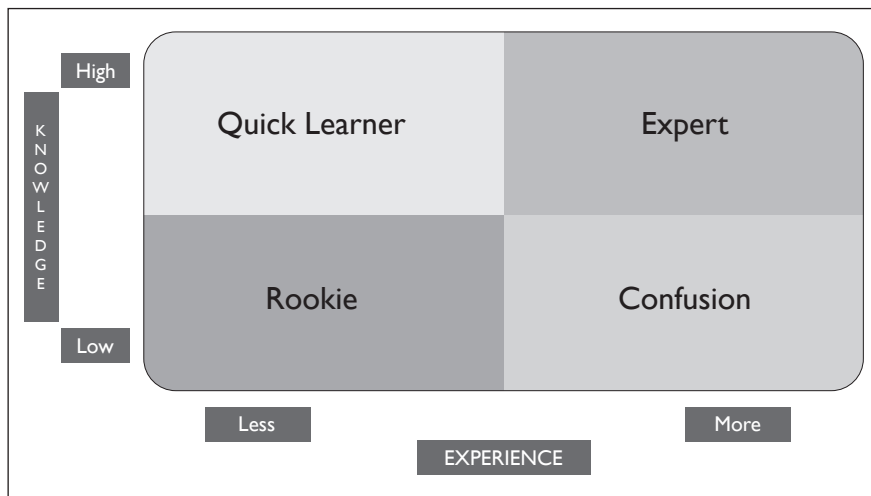 High
KNOWLEDGE
Quick Learner
Expert
Rookie
Confusion
Low
Less
More
EXPERIENCE